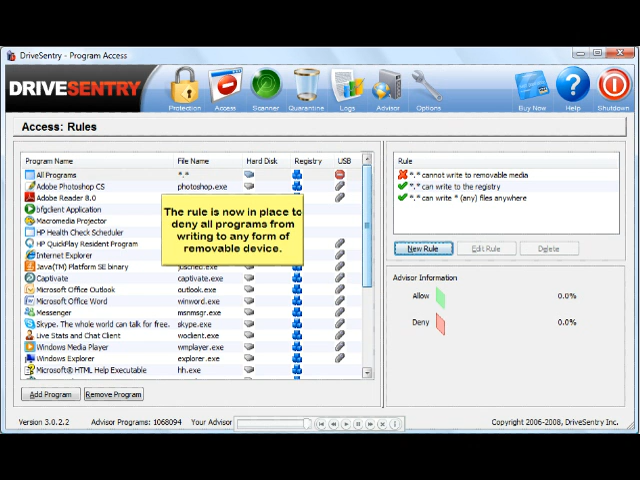 DriveSentry - Program Access
DRIVESENTRY
Protection
Access
Scanner
Quarantine
Logs
Advisor
Options
Buy Now
Help
Shutdown
Access: Rules
Program Name File Name Hard Disk Registry USB
All Programs *.*
Adobe Photoshop CS photoshop.exe
Adobe Reader 8.0
bfgclient Application
Macromedia Projector
HP Health Check Scheduler
HP QuickPlay Resident Program
Internet Explorer
Java(TM) Platform SE binary jusched.exe
Captivate captivate.exe
Microsoft Office Outlook outlook.exe
Microsoft Office Word winword.exe
Messenger msnmsgr.exe
Skype. The whole world can talk for free. skype.exe
Live Stats and Chat Client woclient.exe
Windows Media Player wmplayer.exe
Windows Explorer explorer.exe
Microsoft® HTML Help Executable hh.exe
The rule is now in place to
deny all programs from
writing to any form of
removable device.
Add Program
Remove Program
Rule
*.* cannot write to removable media
*.* can write to the registry
*.* can write * (any) files anywhere
New Rule
Edit Rule
Delete
Advisor Information
Allow 0.0%
Deny 0.0%
Version 3.0.2.2
Advisor Programs: 1068094
Your Advisor
Copyright 2006-2008, DriveSentry Inc.